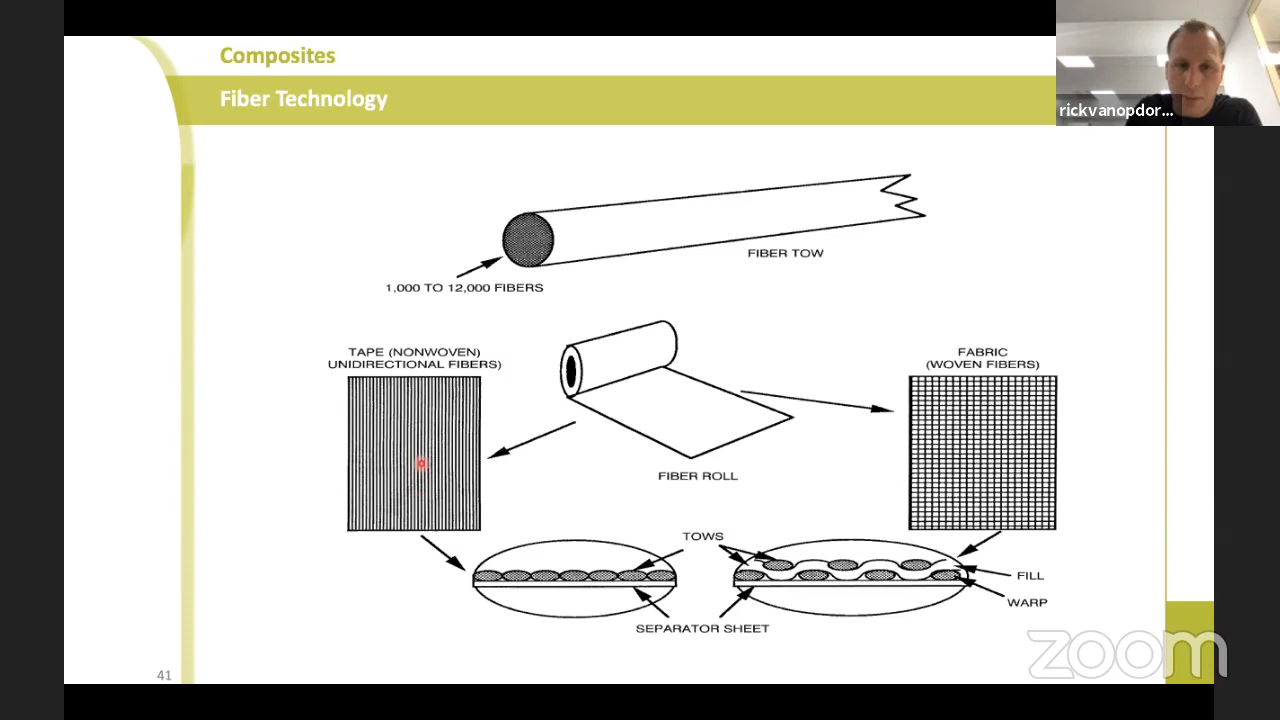 Composites
Fiber Technology
rickvanopdor...
FIBER TOW
1,000 TO 12,000 FIBERS
TAPE (NONWOVEN)
UNIDIRECTIONAL FIBERS)
FABRIC
(WOVEN FIBERS)
FIBER ROLL
TOWS
FILL
WARP
SEPARATOR SHEET
41
zoom